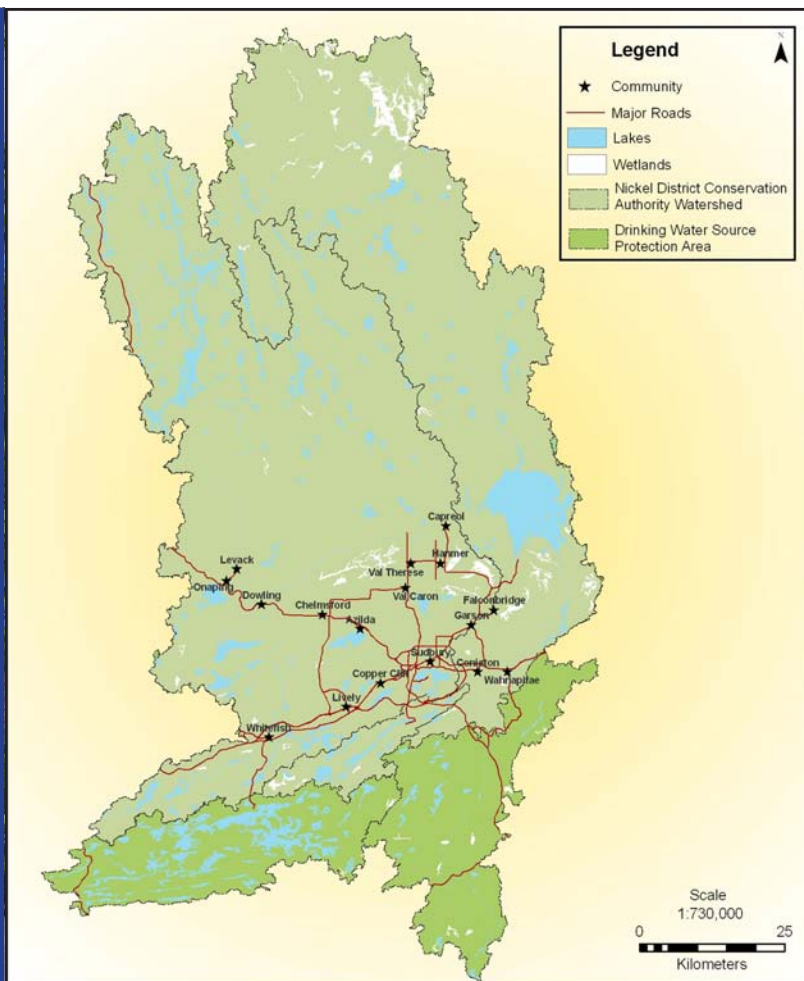 Legend
N
Community
Major Roads
Lakes
Wetlands
Nickel District Conservation
Authority Watershed
Drinking Water Source
Protection Area
Capreol
Levack
Hanmer
Val Therese
Onaping
Dowling
Val Caron
Falconbridge
Chelmsford
Garson
Azilda
Sudbury
Coniston
Copper Cliff
Wahnapitae
Lively
Whitefish
Scale
1:730,000
0 25
Kilometers